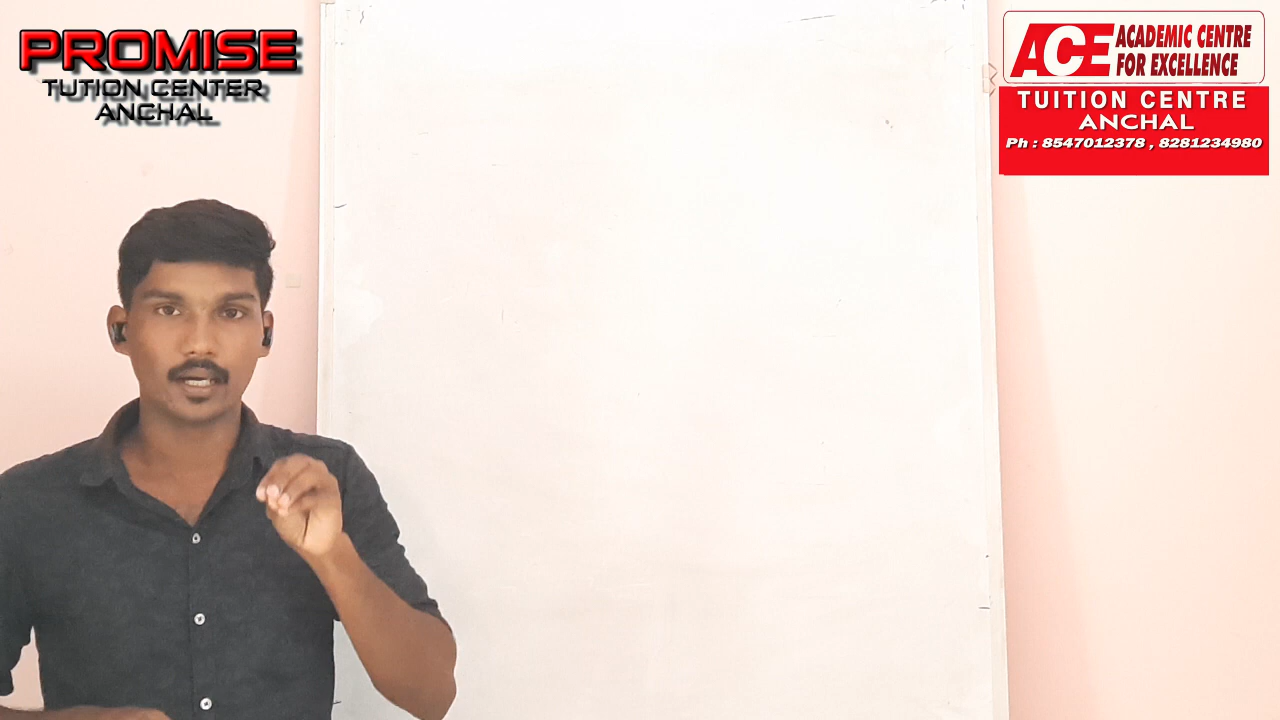 PROMISE
TUTION CENTER
ANCHAL
ACE ACADEMIC CENTRE
FOR EXCELLENCE
TUITION CENTRE
ANCHAL
Ph : 8547012378 , 8281234980